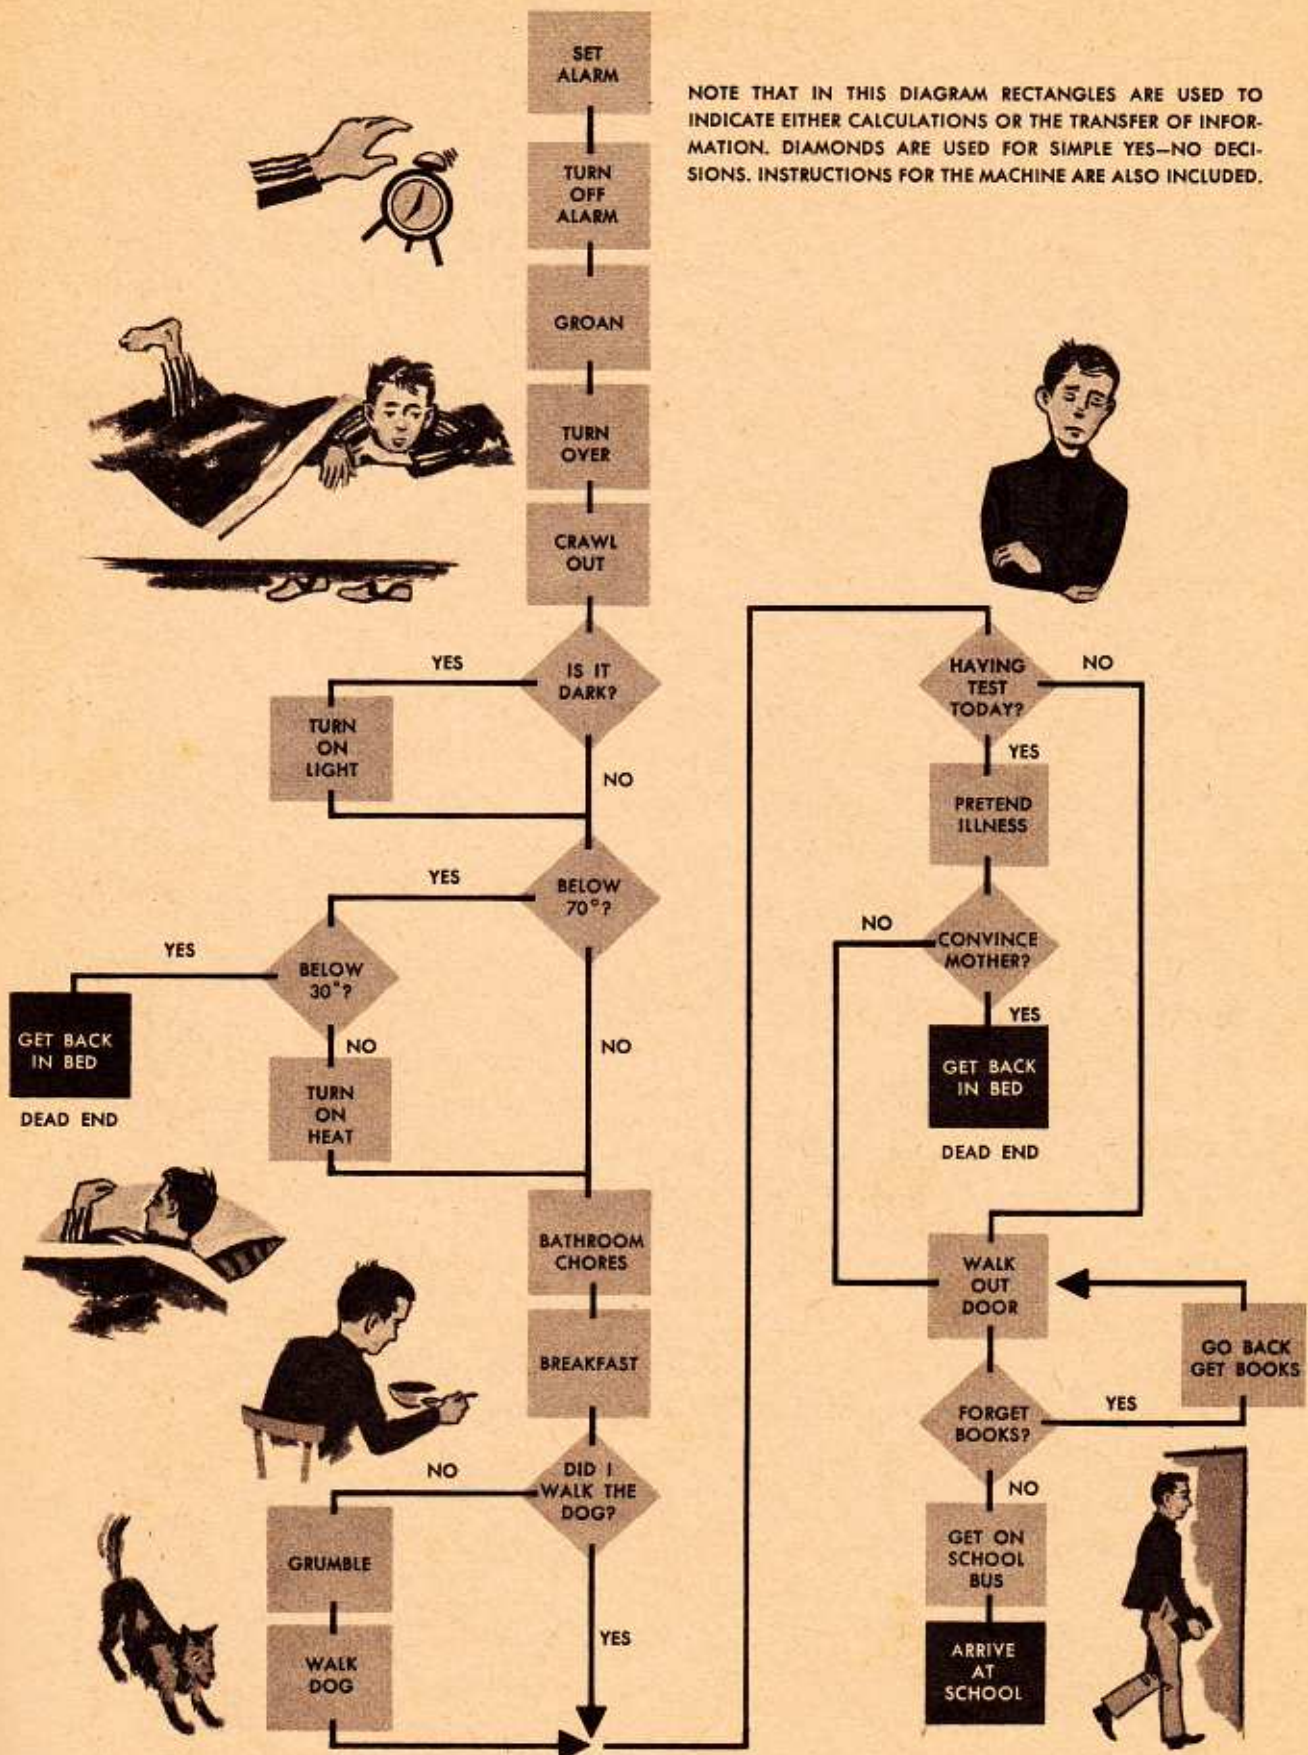 SET
ALARM
NOTE THAT IN THIS DIAGRAM RECTANGLES ARE USED TO
INDICATE EITHER CALCULATIONS OR THE TRANSFER OF INFOR-
MATION. DIAMONDS ARE USED FOR SIMPLE YES—NO DECI-
SIONS. INSTRUCTIONS FOR THE MACHINE ARE ALSO INCLUDED.
TURN
OFF
ALARM
GROAN
TURN
OVER
CRAWL
OUT
IS IT
DARK?
YES
TURN
ON
LIGHT
NO
BELOW
70°?
YES
BELOW
30°?
YES
GET BACK
IN BED
DEAD END
NO
TURN
ON
HEAT
NO
BATHROOM
CHORES
BREAKFAST
DID I
WALK THE
DOG?
NO
GRUMBLE
WALK
DOG
YES
HAVING
TEST
TODAY?
NO
YES
PRETEND
ILLNESS
CONVINCE
MOTHER?
NO
YES
GET BACK
IN BED
DEAD END
WALK
OUT
DOOR
FORGET
BOOKS?
YES
GO BACK
GET BOOKS
NO
GET ON
SCHOOL
BUS
ARRIVE
AT
SCHOOL